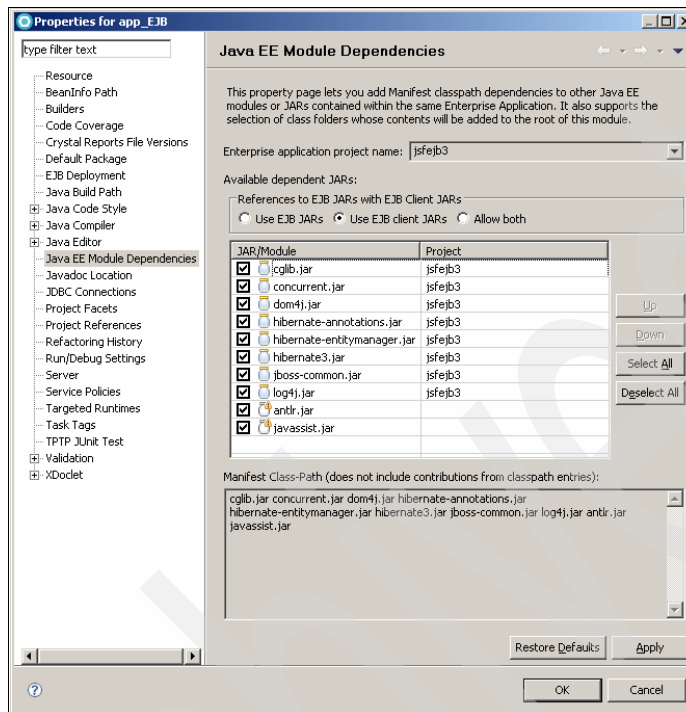 Properties for app_EJB
type filter text
Resource
BeanInfo Path
Builders
Code Coverage
Crystal Reports File Versions
Default Package
EJB Deployment
Java Build Path
Java Code Style
Java Compiler
Java Editor
Java EE Module Dependencies
Javadoc Location
JDBC Connections
Project Facets
Project References
Refactoring History
Run/Debug Settings
Server
Service Policies
Targeted Runtimes
Task Tags
TPTP JUnit Test
Validation
XDoclet
Java EE Module Dependencies
This property page lets you add Manifest classpath dependencies to other Java EE
modules or JARs contained within the same Enterprise Application. It also supports the
selection of class folders whose contents will be added to the root of this module.
Enterprise application project name: jsfejb3
Available dependent JARs:
References to EJB JARs with EJB Client JARs
Use EJB JARs Use EJB client JARs Allow both
JAR/Module Project
cglib.jar jsfejb3
concurrent.jar jsfejb3
dom4j.jar jsfejb3
hibernate-annotations.jar jsfejb3
hibernate-entitymanager.jar jsfejb3
hibernate3.jar jsfejb3
jboss-common.jar jsfejb3
log4j.jar jsfejb3
antlr.jar
javassist.jar
Up
Down
Select All
Deselect All
Manifest Class-Path (does not include contributions from classpath entries):
cglib.jar concurrent.jar dom4j.jar hibernate-annotations.jar
hibernate-entitymanager.jar hibernate3.jar jboss-common.jar log4j.jar antlr.jar
javassist.jar
Restore Defaults Apply
? OK Cancel